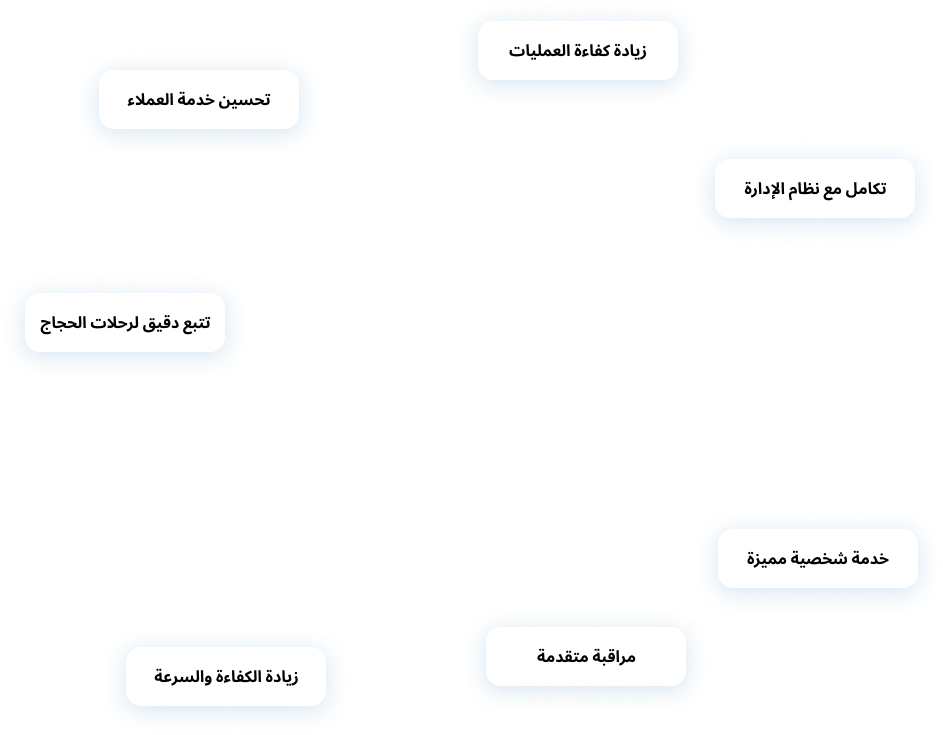 زيادة كفاءة العمليات
تحسين خدمة العملاء
تكامل مع نظام الإدارة
تتبع دقيق لرحلات الحجاج
خدمة شخصية مميزة
مراقبة متقدمة
زيادة الكفاءة والسرعة